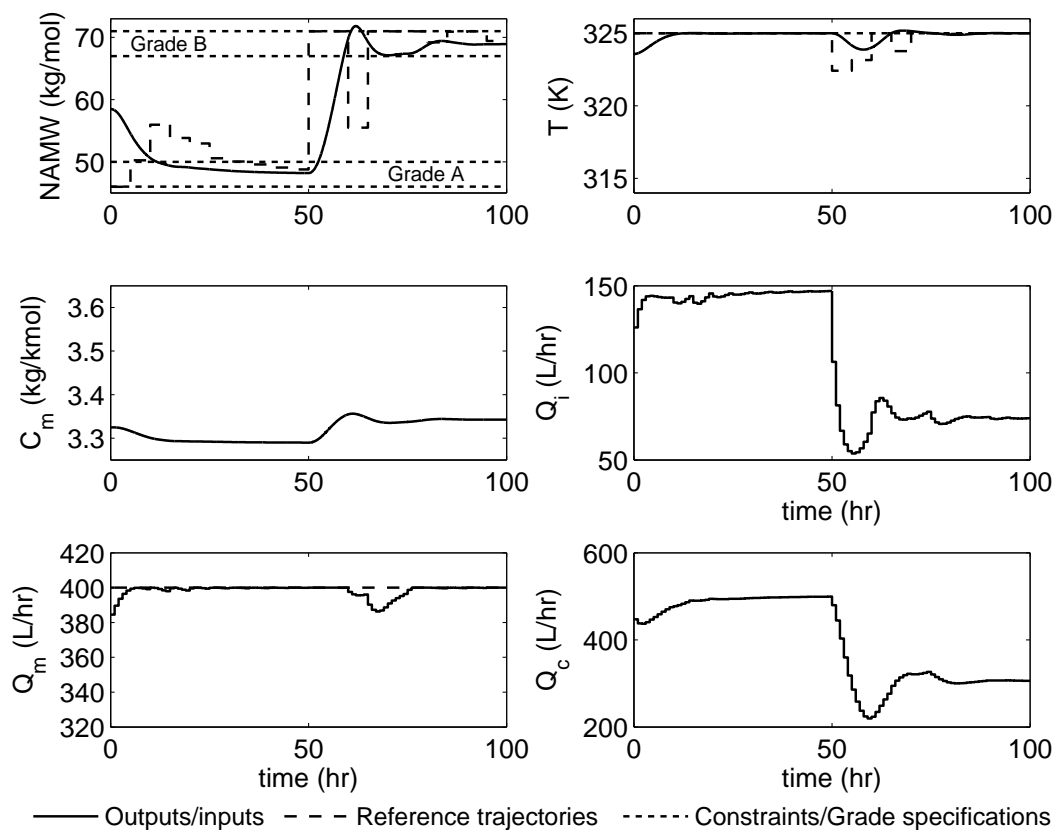 NAMW (kg/mol)
70
60
50
Grade B
Grade A
0
50
100
T (K)
325
320
315
0
50
100
C_m (kg/kmol)
3.6
3.5
3.4
3.3
0
50
100
Q_i (L/hr)
150
100
50
0
50
100
time (hr)
Q_m (L/hr)
420
400
380
360
340
320
0
50
100
time (hr)
Q_c (L/hr)
600
400
200
0
50
100
time (hr)
Outputs/inputs
Reference trajectories
Constraints/Grade specifications